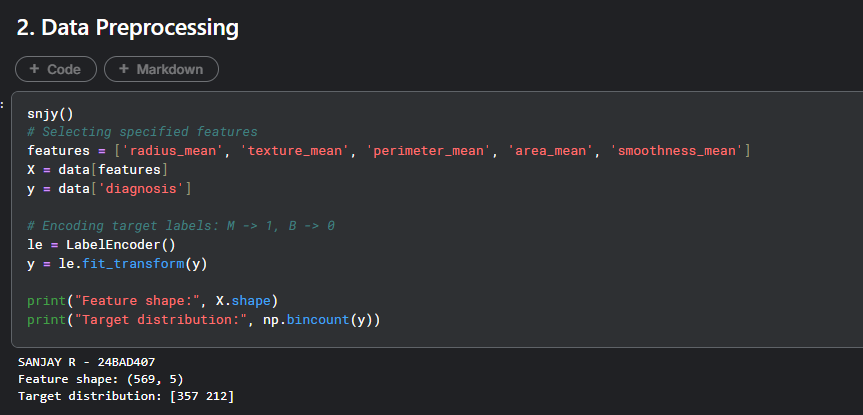 2. Data Preprocessing
+ Code + Markdown
:
snjy()
# Selecting specified features
features = ['radius_mean', 'texture_mean', 'perimeter_mean', 'area_mean', 'smoothness_mean']
X = data[features]
y = data['diagnosis']
# Encoding target labels: M -> 1, B -> 0
le = LabelEncoder()
y = le.fit_transform(y)
print("Feature shape:", X.shape)
print("Target distribution:", np.bincount(y))
SANJAY R - 24BAD407
Feature shape: (569, 5)
Target distribution: [357 212]